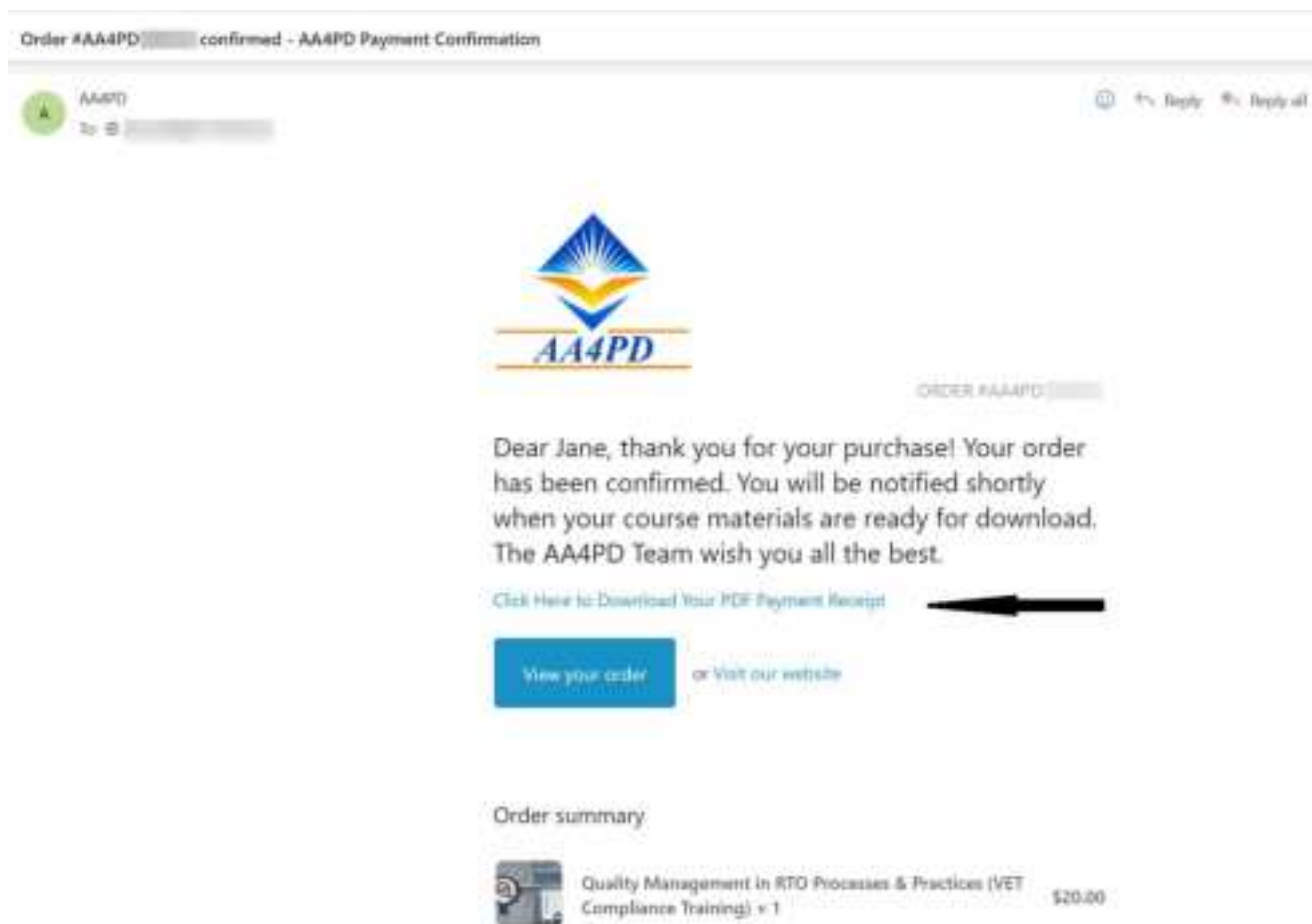 Order #AA4PD confirmed - AA4PD Payment Confirmation
A
AA4PD
To
Reply
Reply all
AA4PD
ORDER #AA4PD
Dear Jane, thank you for your purchase! Your order
has been confirmed. You will be notified shortly
when your course materials are ready for download.
The AA4PD Team wish you all the best.
Click Here to Download Your PDF Payment Receipt
View your order or Visit our website
Order summary
Quality Management in RTO Processes & Practices (VET
Compliance Training) × 1
$20.00